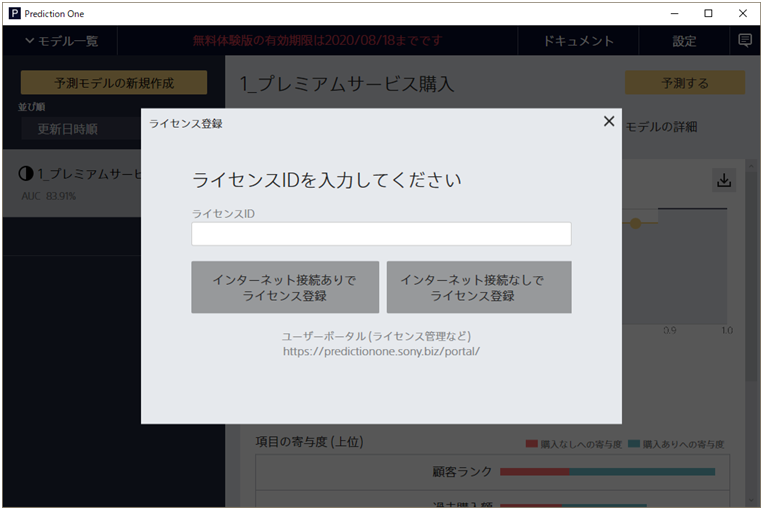 Prediction One
モデル一覧
無料体験版の有効期限は2020/08/18までです
ドキュメント
設定
予測モデルの新規作成
並び順
更新日時順
1_プレミアムサービ
AUC 83.91%
1_プレミアムサービス購入
予測する
モデルの詳細
ライセンス登録
ライセンスIDを入力してください
ライセンスID
インターネット接続ありで
ライセンス登録
インターネット接続なしで
ライセンス登録
ユーザーポータル (ライセンス管理など)
https://predictionone.sony.biz/portal/
0.9
1.0
項目の寄与度 (上位)
購入なしへの寄与度
購入ありへの寄与度
顧客ランク